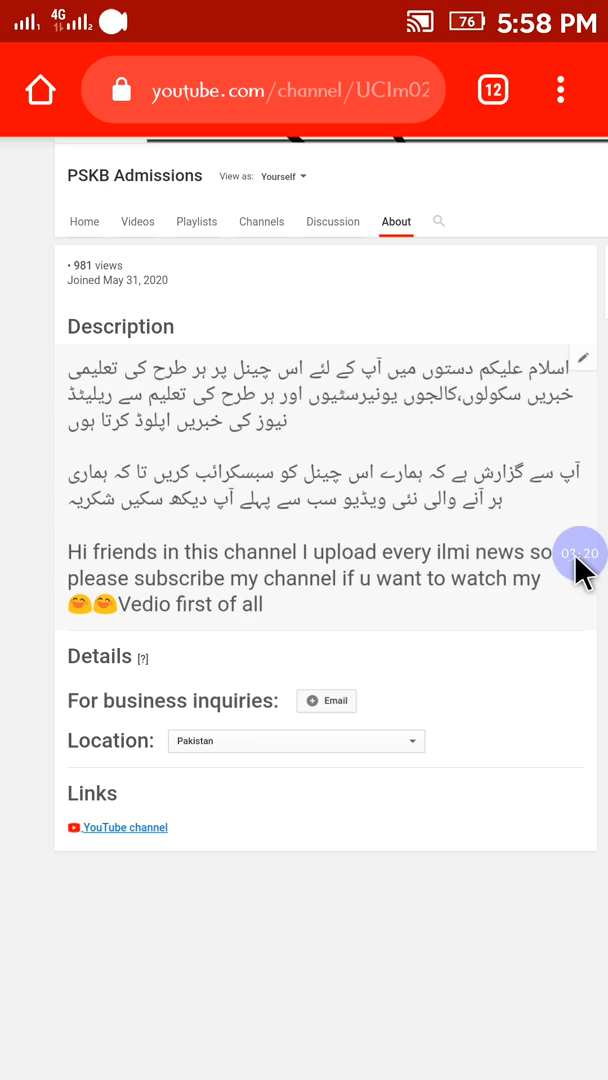 4G
76
5:58 PM
youtube.com/channel/UCIm02
12
PSKB Admissions
View as: Yourself
Home Videos Playlists Channels Discussion About
• 981 views
Joined May 31, 2020
Description
اسلام علیکم دستوں میں آپ کے لئے اس چینل پر ہر طرح کی تعلیمی
خبریں سکولوں،کالجوں یونیرسٹیوں اور ہر طرح کی تعلیم سے ریلیٹڈ
نیوز کی خبریں اپلوڈ کرتا ہوں
آپ سے گزارش ہے کہ ہمارے اس چینل کو سبسکرائب کریں تا کہ ہماری
ہر آنے والی نئی ویڈیو سب سے پہلے آپ دیکھ سکیں شکریہ
Hi friends in this channel I upload every ilmi news so
03:20
please subscribe my channel if u want to watch my
😄😄Vedio first of all
Details [?]
For business inquiries: Email
Location: Pakistan
Links
YouTube channel